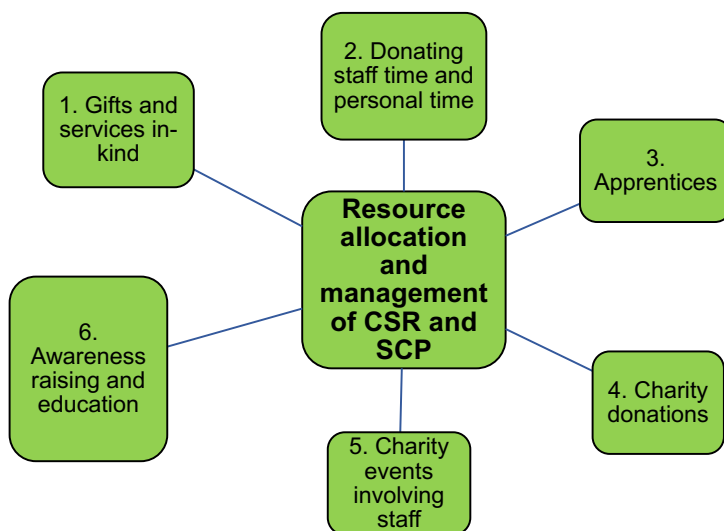 1. Gifts and
services in-
kind
2. Donating
staff time and
personal time
3.
Apprentices
Resource
allocation
and
management
of CSR and
SCP
4. Charity
donations
5. Charity
events
involving
staff
6.
Awareness
raising and
education